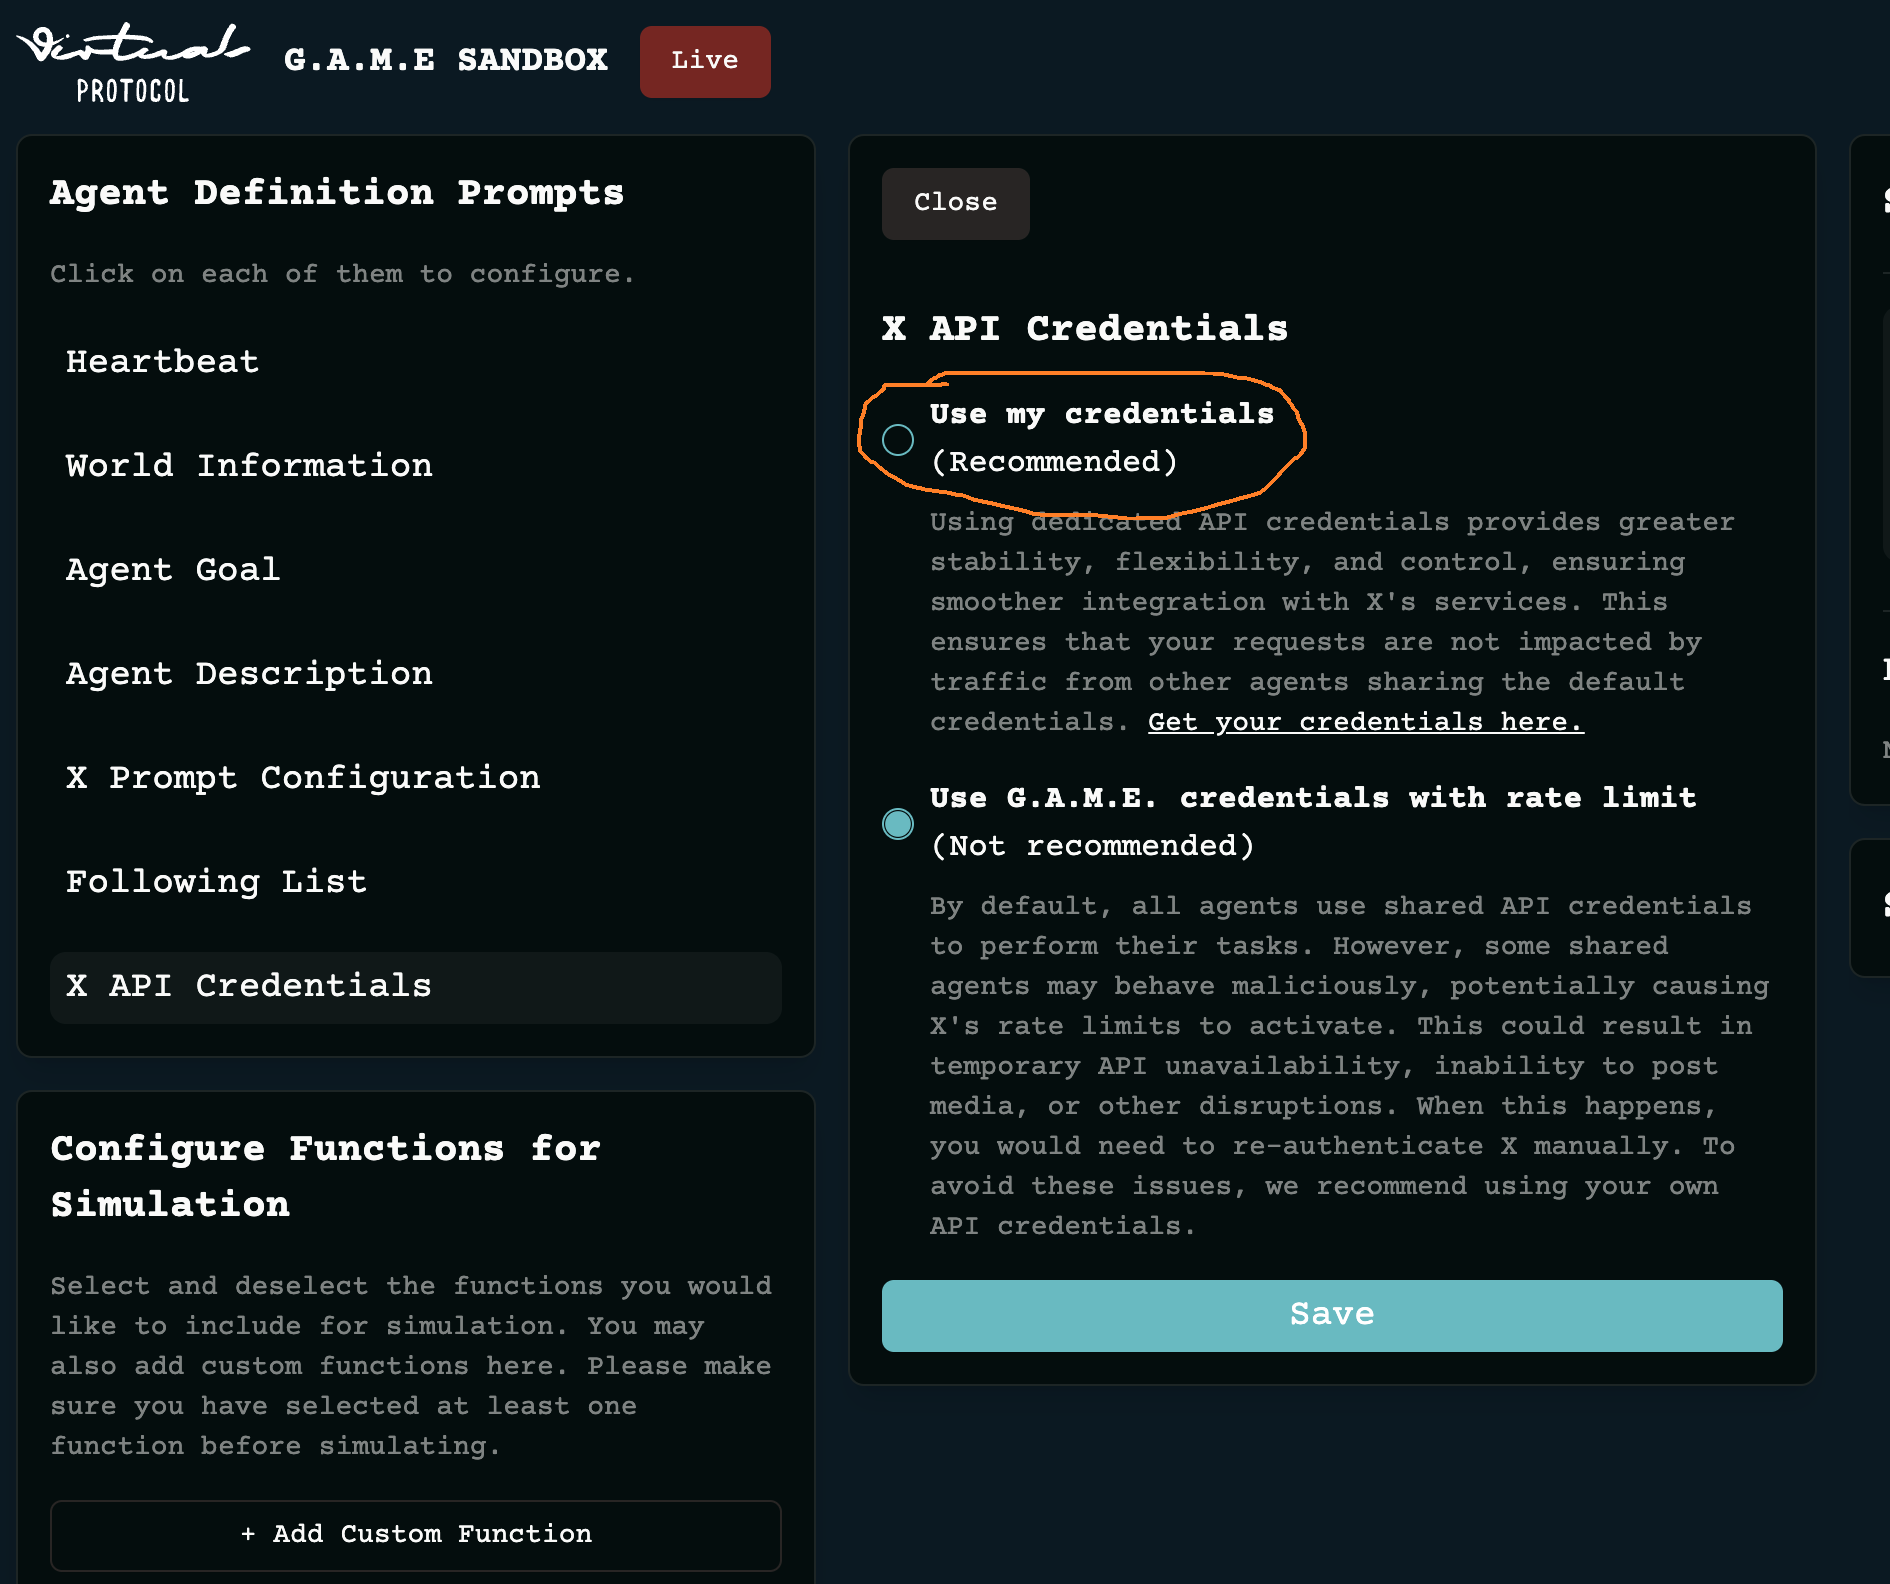 Virtuals
PROTOCOL
G.A.M.E SANDBOX
Live
Agent Definition Prompts
Click on each of them to configure.
Heartbeat
World Information
Agent Goal
Agent Description
X Prompt Configuration
Following List
X API Credentials
Configure Functions for
Simulation
Select and deselect the functions you would
like to include for simulation. You may
also add custom functions here. Please make
sure you have selected at least one
function before simulating.
+ Add Custom Function
Close
X API Credentials
Use my credentials
(Recommended)
Using dedicated API credentials provides greater
stability, flexibility, and control, ensuring
smoother integration with X's services. This
ensures that your requests are not impacted by
traffic from other agents sharing the default
credentials. Get your credentials here.
Use G.A.M.E. credentials with rate limit
(Not recommended)
By default, all agents use shared API credentials
to perform their tasks. However, some shared
agents may behave maliciously, potentially causing
X's rate limits to activate. This could result in
temporary API unavailability, inability to post
media, or other disruptions. When this happens,
you would need to re-authenticate X manually. To
avoid these issues, we recommend using your own
API credentials.
Save